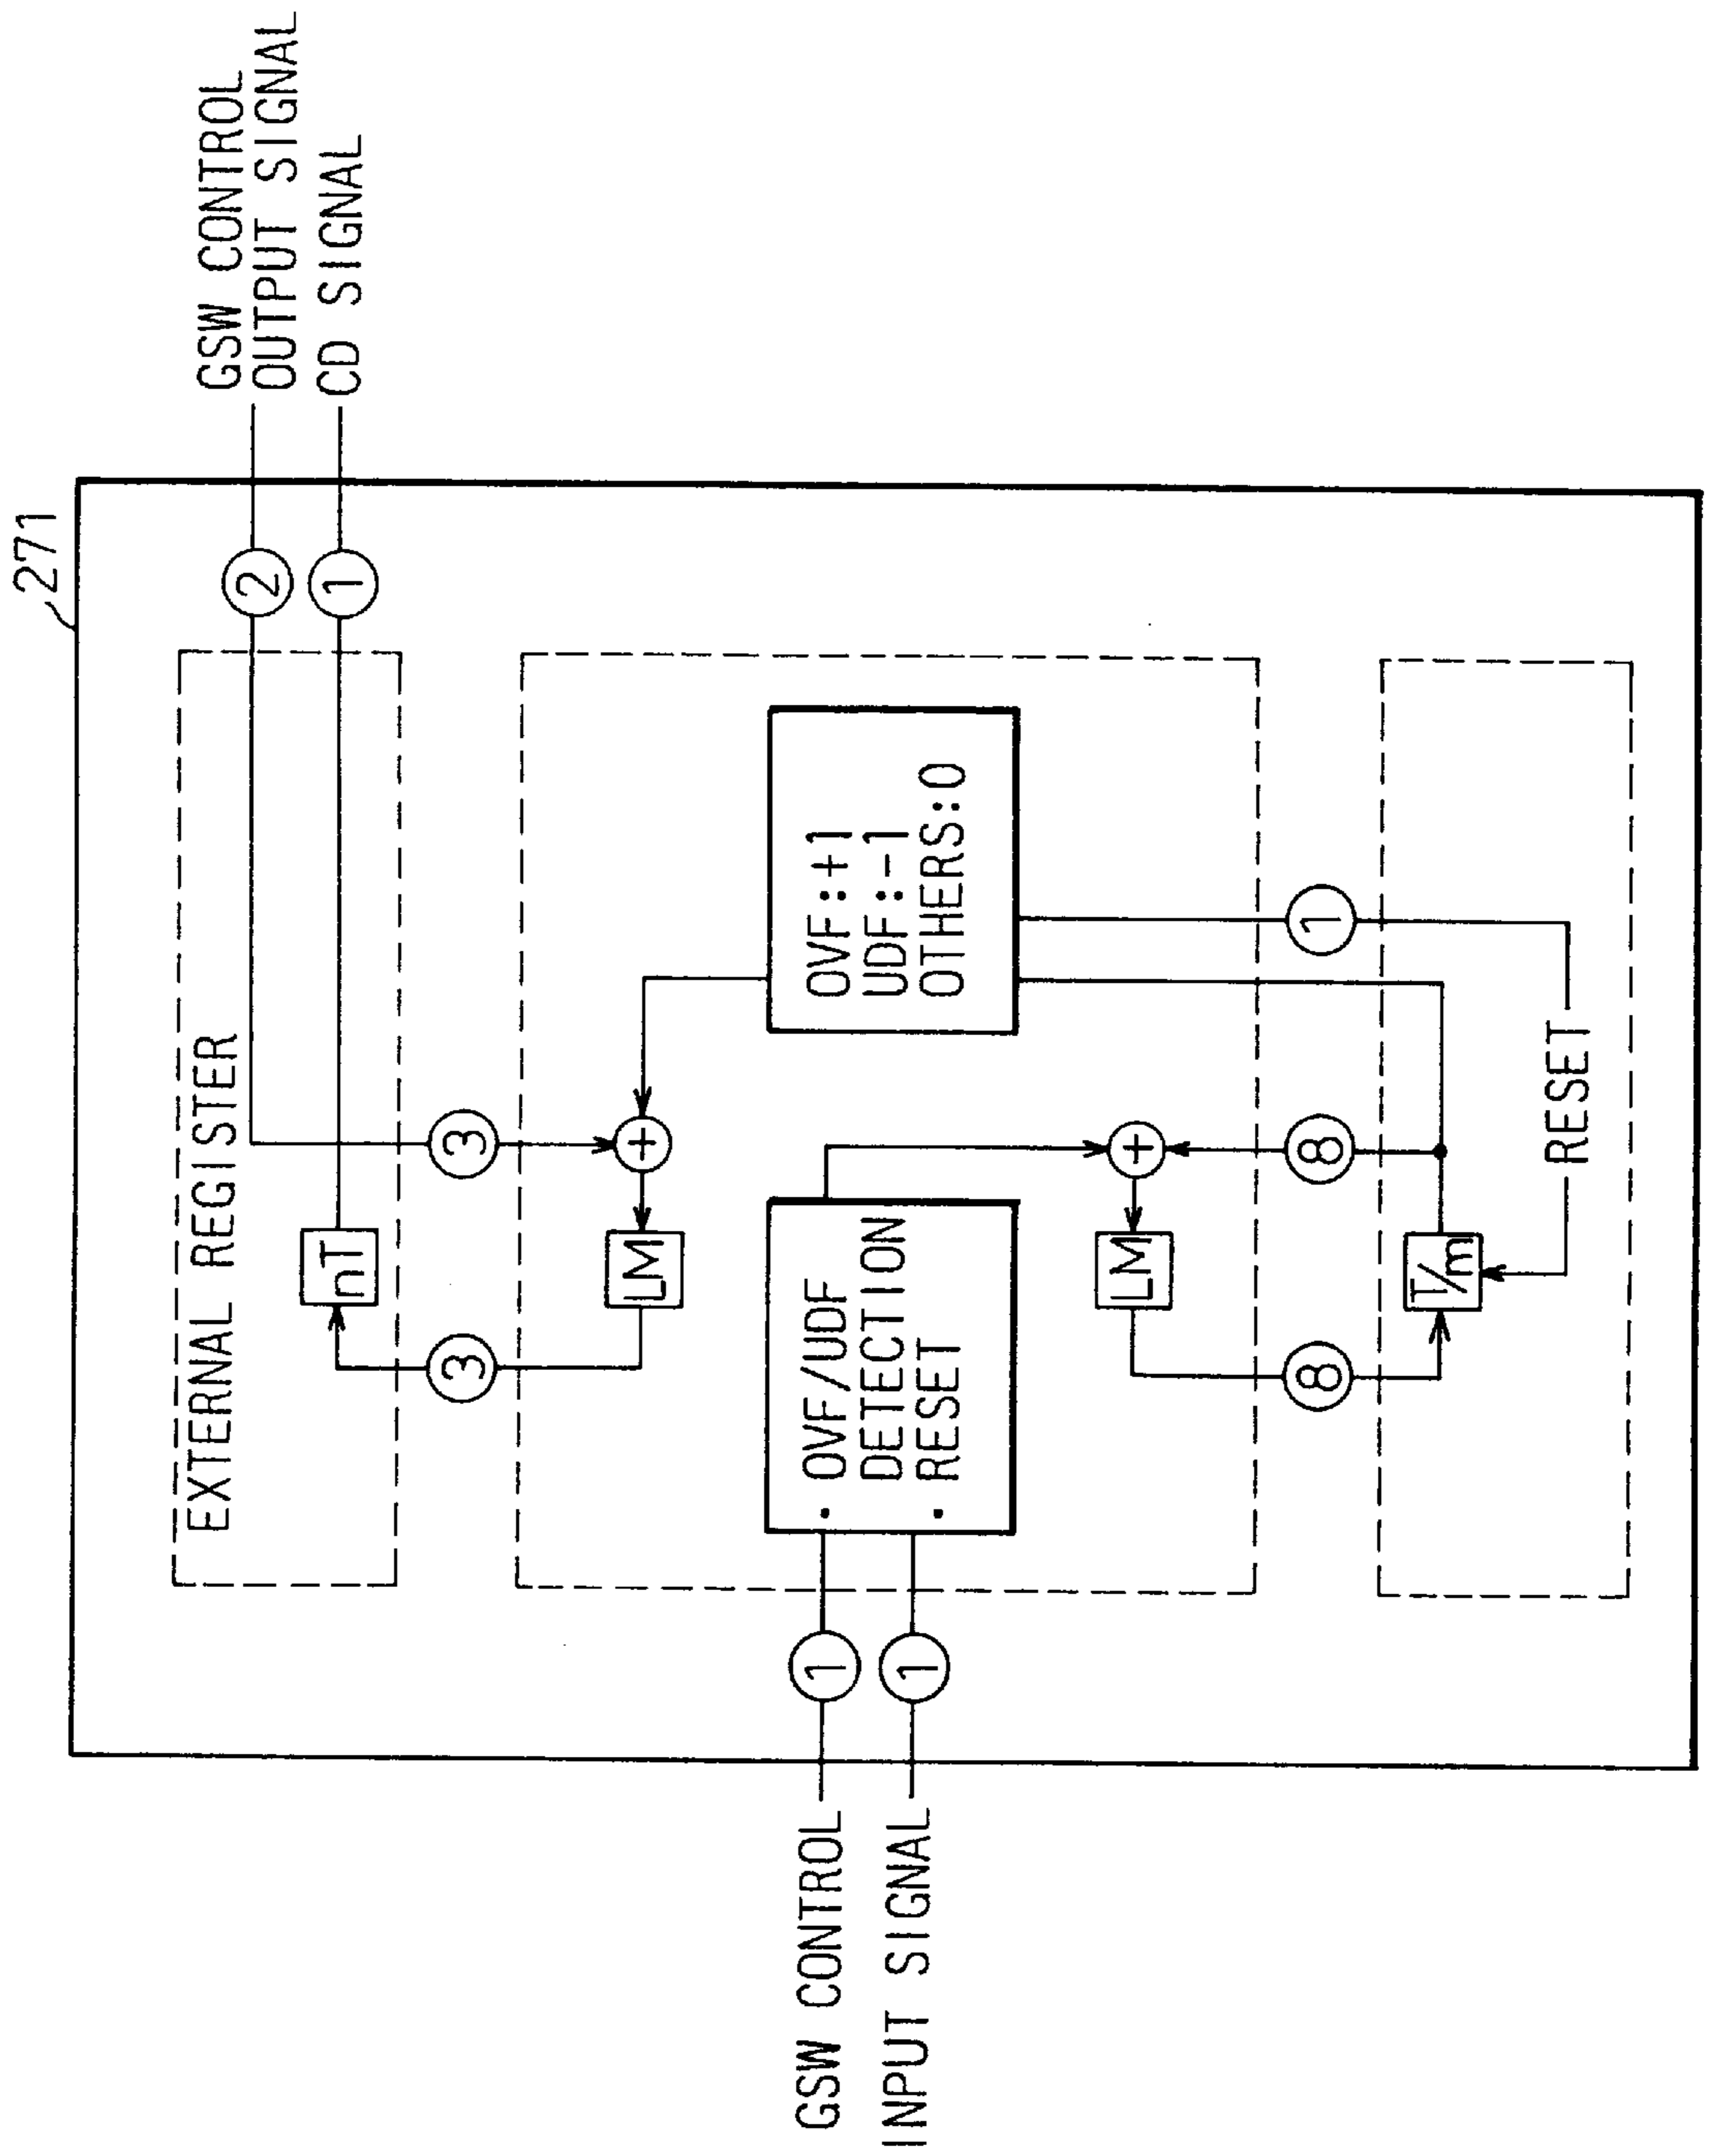 271
EXTERNAL REGISTER
nT
2
GSW CONTROL
OUTPUT SIGNAL
1
CD SIGNAL
3
3
LM
+
GSW CONTROL
1
INPUT SIGNAL
1
· OVF/UDF
DETECTION
· RESET
OVF:+1
UDF:-1
OTHERS:0
LM
+
8
8
1
T/m
RESET